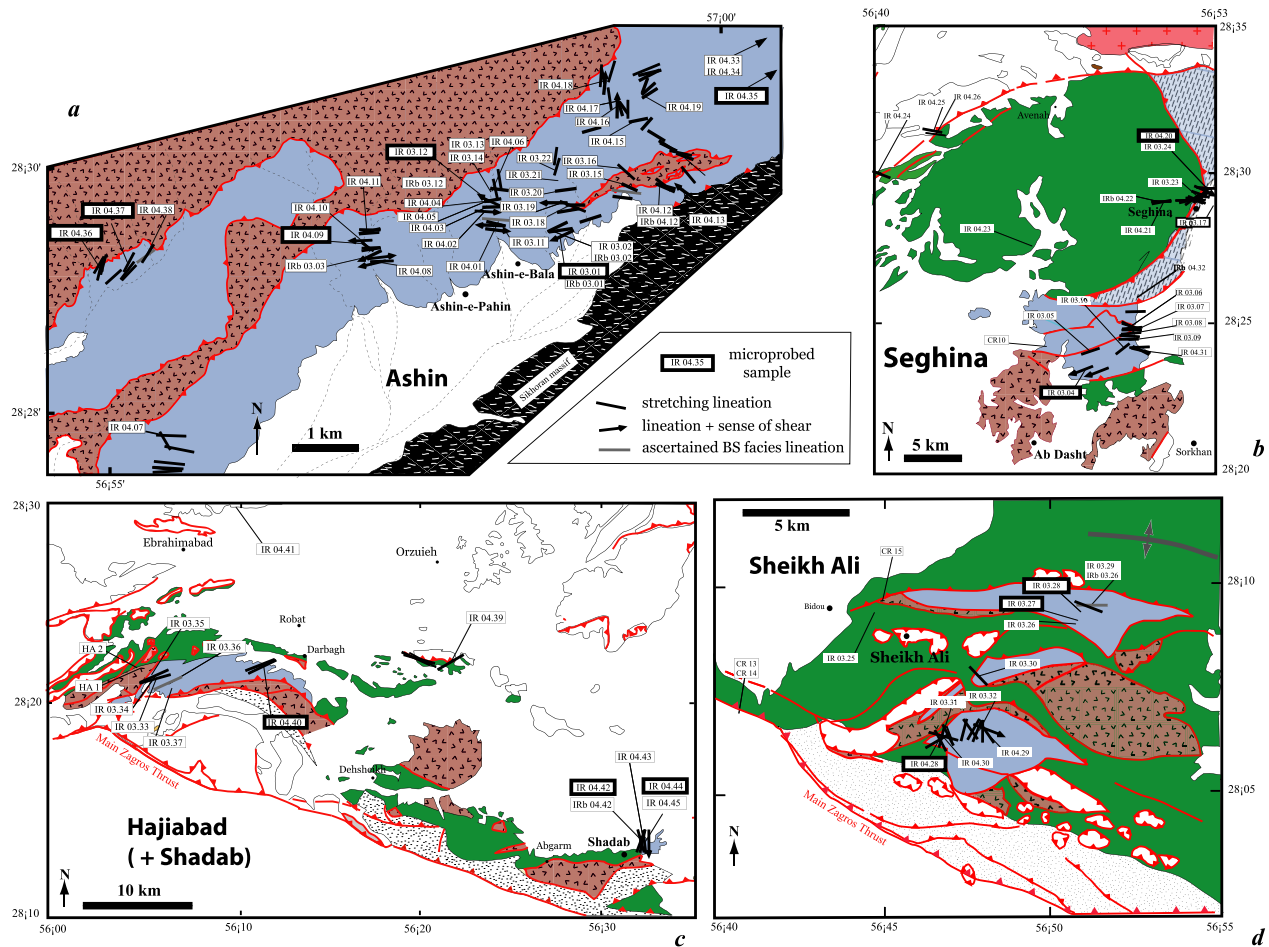 a
57¡00'
28¡30'
28¡28'
56¡55'
IR 04.33
IR 04.34
IR 04.35
IR 04.18
IR 04.17
IR 04.16
IR 04.19
IR 04.15
IR 03.13
IR 03.14
IR 04.06
IR 03.12
IR 03.22
IR 03.21
IR 03.16
IR 03.15
IR 04.11
IRb 03.12
IR 03.20
IR 04.37
IR 04.38
IR 04.10
IR 04.04
IR 04.05
IR 03.19
IR 04.12
IRb 04.12
IR 04.13
IR 04.36
IR 04.09
IR 04.03
IR 03.18
IR 04.02
IR 03.11
IR 03.02
IRb 03.02
IRb 03.03
IR 04.08
IR 04.01
IR 03.01
IRb 03.01
Ashin-e-Bala
Ashin-e-Pahin
Ashin
Sikhoran massif
IR 04.07
N
1 km
IR 04.35
microprobed
sample
stretching lineation
lineation + sense of shear
ascertained BS facies lineation
b
56¡40
56¡53
28¡35
28¡30
28¡25
28¡20
IR 04.26
IR 04.25
IR 04.24
Avenah
IR 04.20
IR 03.24
IR 03.23
IRb 04.22
Seghina
IR 03.17
IR 04.21
IR 04.23
IRb 04.32
IR 03.06
IR 03.05
IR 03.07
IR 03.08
IR 03.09
IR 04.31
CR10
IR 03.04
Seghina
N
5 km
Ab Dasht
Sorkhan
c
28¡30
28¡20
28¡10
56¡00
56¡10
56¡20
56¡30
Ebrahimabad
IR 04.41
Orzuieh
Robat
Darbagh
IR 04.39
IR 03.35
IR 03.36
HA 2
HA 1
IR 03.34
IR 03.33
IR 03.37
IR 04.40
Main Zagros Thrust
Dehsheikh
IR 04.43
IR 04.42
IR 04.44
IRb 04.42
IR 04.45
Abgarm
Shadab
Hajiabad
( + Shadab)
N
10 km
d
5 km
Sheikh Ali
28¡10
28¡05
56¡40
56¡45
56¡50
56¡55
CR 15
IR 03.29
IRb 03.26
IR 03.28
IR 03.27
IR 03.26
Bidou
IR 03.25
Sheikh Ali
IR 03.30
CR 13
CR 14
IR 03.32
IR 03.31
IR 04.29
IR 04.28
IR 04.30
Main Zagros Thrust
N